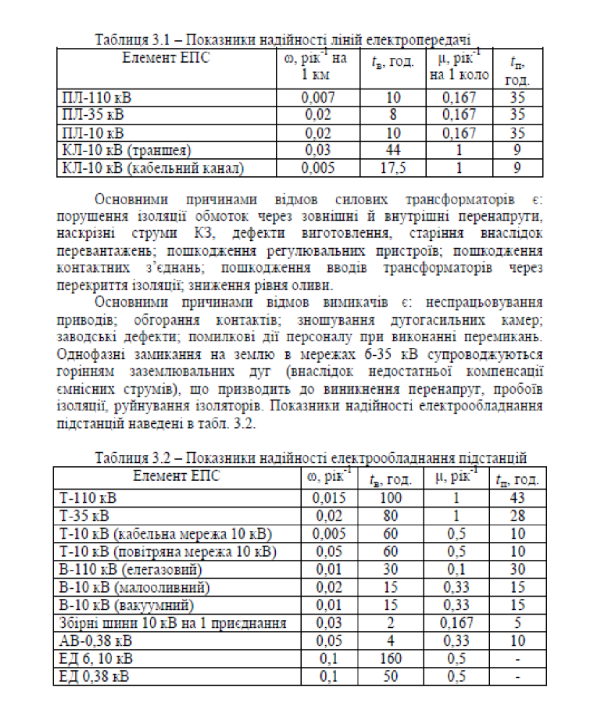 Таблиця 3.1 – Показники надійності ліній електропередачі
Елемент ЕПС ω, рік⁻¹ на 1 км tв, год. μ, рік⁻¹ на 1 коло tп, год.
ПЛ-110 кВ 0,007 10 0,167 35
ПЛ-35 кВ 0,02 8 0,167 35
ПЛ-10 кВ 0,02 10 0,167 35
КЛ-10 кВ (траншея) 0,03 44 1 9
КЛ-10 кВ (кабельний канал) 0,005 17,5 1 9
Основними причинами відмов силових трансформаторів є:
порушення ізоляції обмоток через зовнішні й внутрішні перенапруги,
наскрізні струми КЗ, дефекти виготовлення, старіння внаслідок
перевантажень; пошкодження регулювальних пристроїв; пошкодження
контактних з’єднань; пошкодження вводів трансформаторів через
перекриття ізоляції; зниження рівня оливи.
Основними причинами відмов вимикачів є: неспрацьовування
приводів; обгорання контактів; зношування дугогасильних камер;
заводські дефекти; помилкові дії персоналу при виконанні перемикань.
Однофазні замикання на землю в мережах 6-35 кВ супроводжуються
горінням заземлювальних дуг (внаслідок недостатньої компенсації
ємнісних струмів), що призводить до виникнення перенапруг, пробоїв
ізоляції, руйнування ізоляторів. Показники надійності електрообладнання
підстанцій наведені в табл. 3.2.
Таблиця 3.2 – Показники надійності електрообладнання підстанцій
Елемент ЕПС ω, рік⁻¹ tв, год. μ, рік⁻¹ tп, год.
Т-110 кВ 0,015 100 1 43
Т-35 кВ 0,02 80 1 28
Т-10 кВ (кабельна мережа 10 кВ) 0,005 60 0,5 10
Т-10 кВ (повітряна мережа 10 кВ) 0,05 60 0,5 10
В-110 кВ (елегазовий) 0,01 30 0,1 30
В-10 кВ (малооливний) 0,02 15 0,33 15
В-10 кВ (вакуумний) 0,01 15 0,33 15
Збірні шини 10 кВ на 1 приєднання 0,03 2 0,167 5
АВ-0,38 кВ 0,05 4 0,33 10
ЕД 6, 10 кВ 0,1 160 0,5 -
ЕД 0,38 кВ 0,1 50 0,5 -